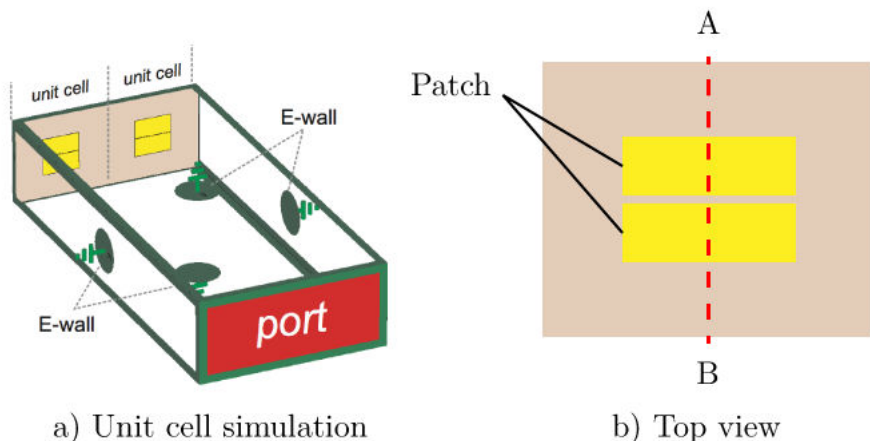 unit cell
unit cell
E-wall
E-wall
port
a) Unit cell simulation
A
Patch
B
b) Top view